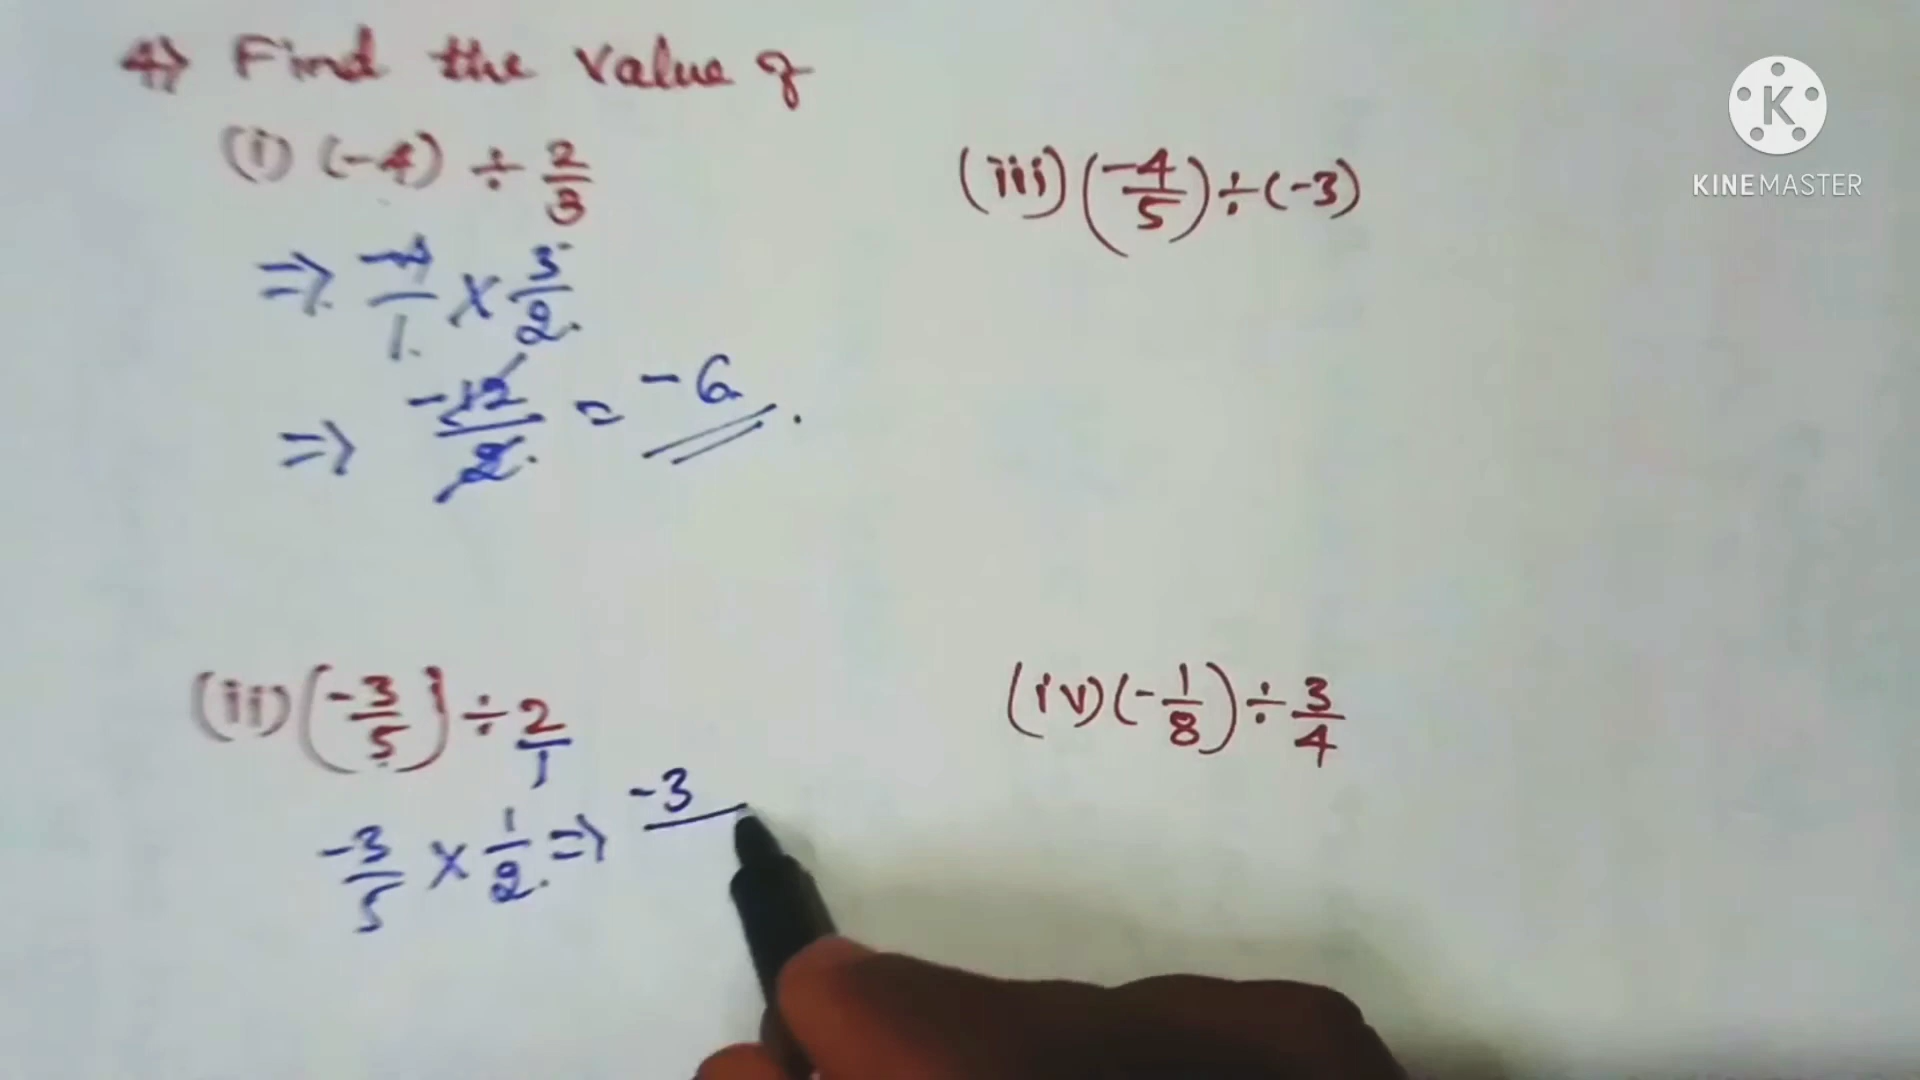 4) Find the value of
(i) (-4) ÷ 2/3
⇒ -4/1 × 3/2
⇒ -12/2 = -6.
(ii) (-3/5) ÷ 2/1
-3/5 × 1/2 ⇒ -3
(iii) (-4/5) ÷ (-3)
(iv) (-1/8) ÷ 3/4
K
KINEMASTER